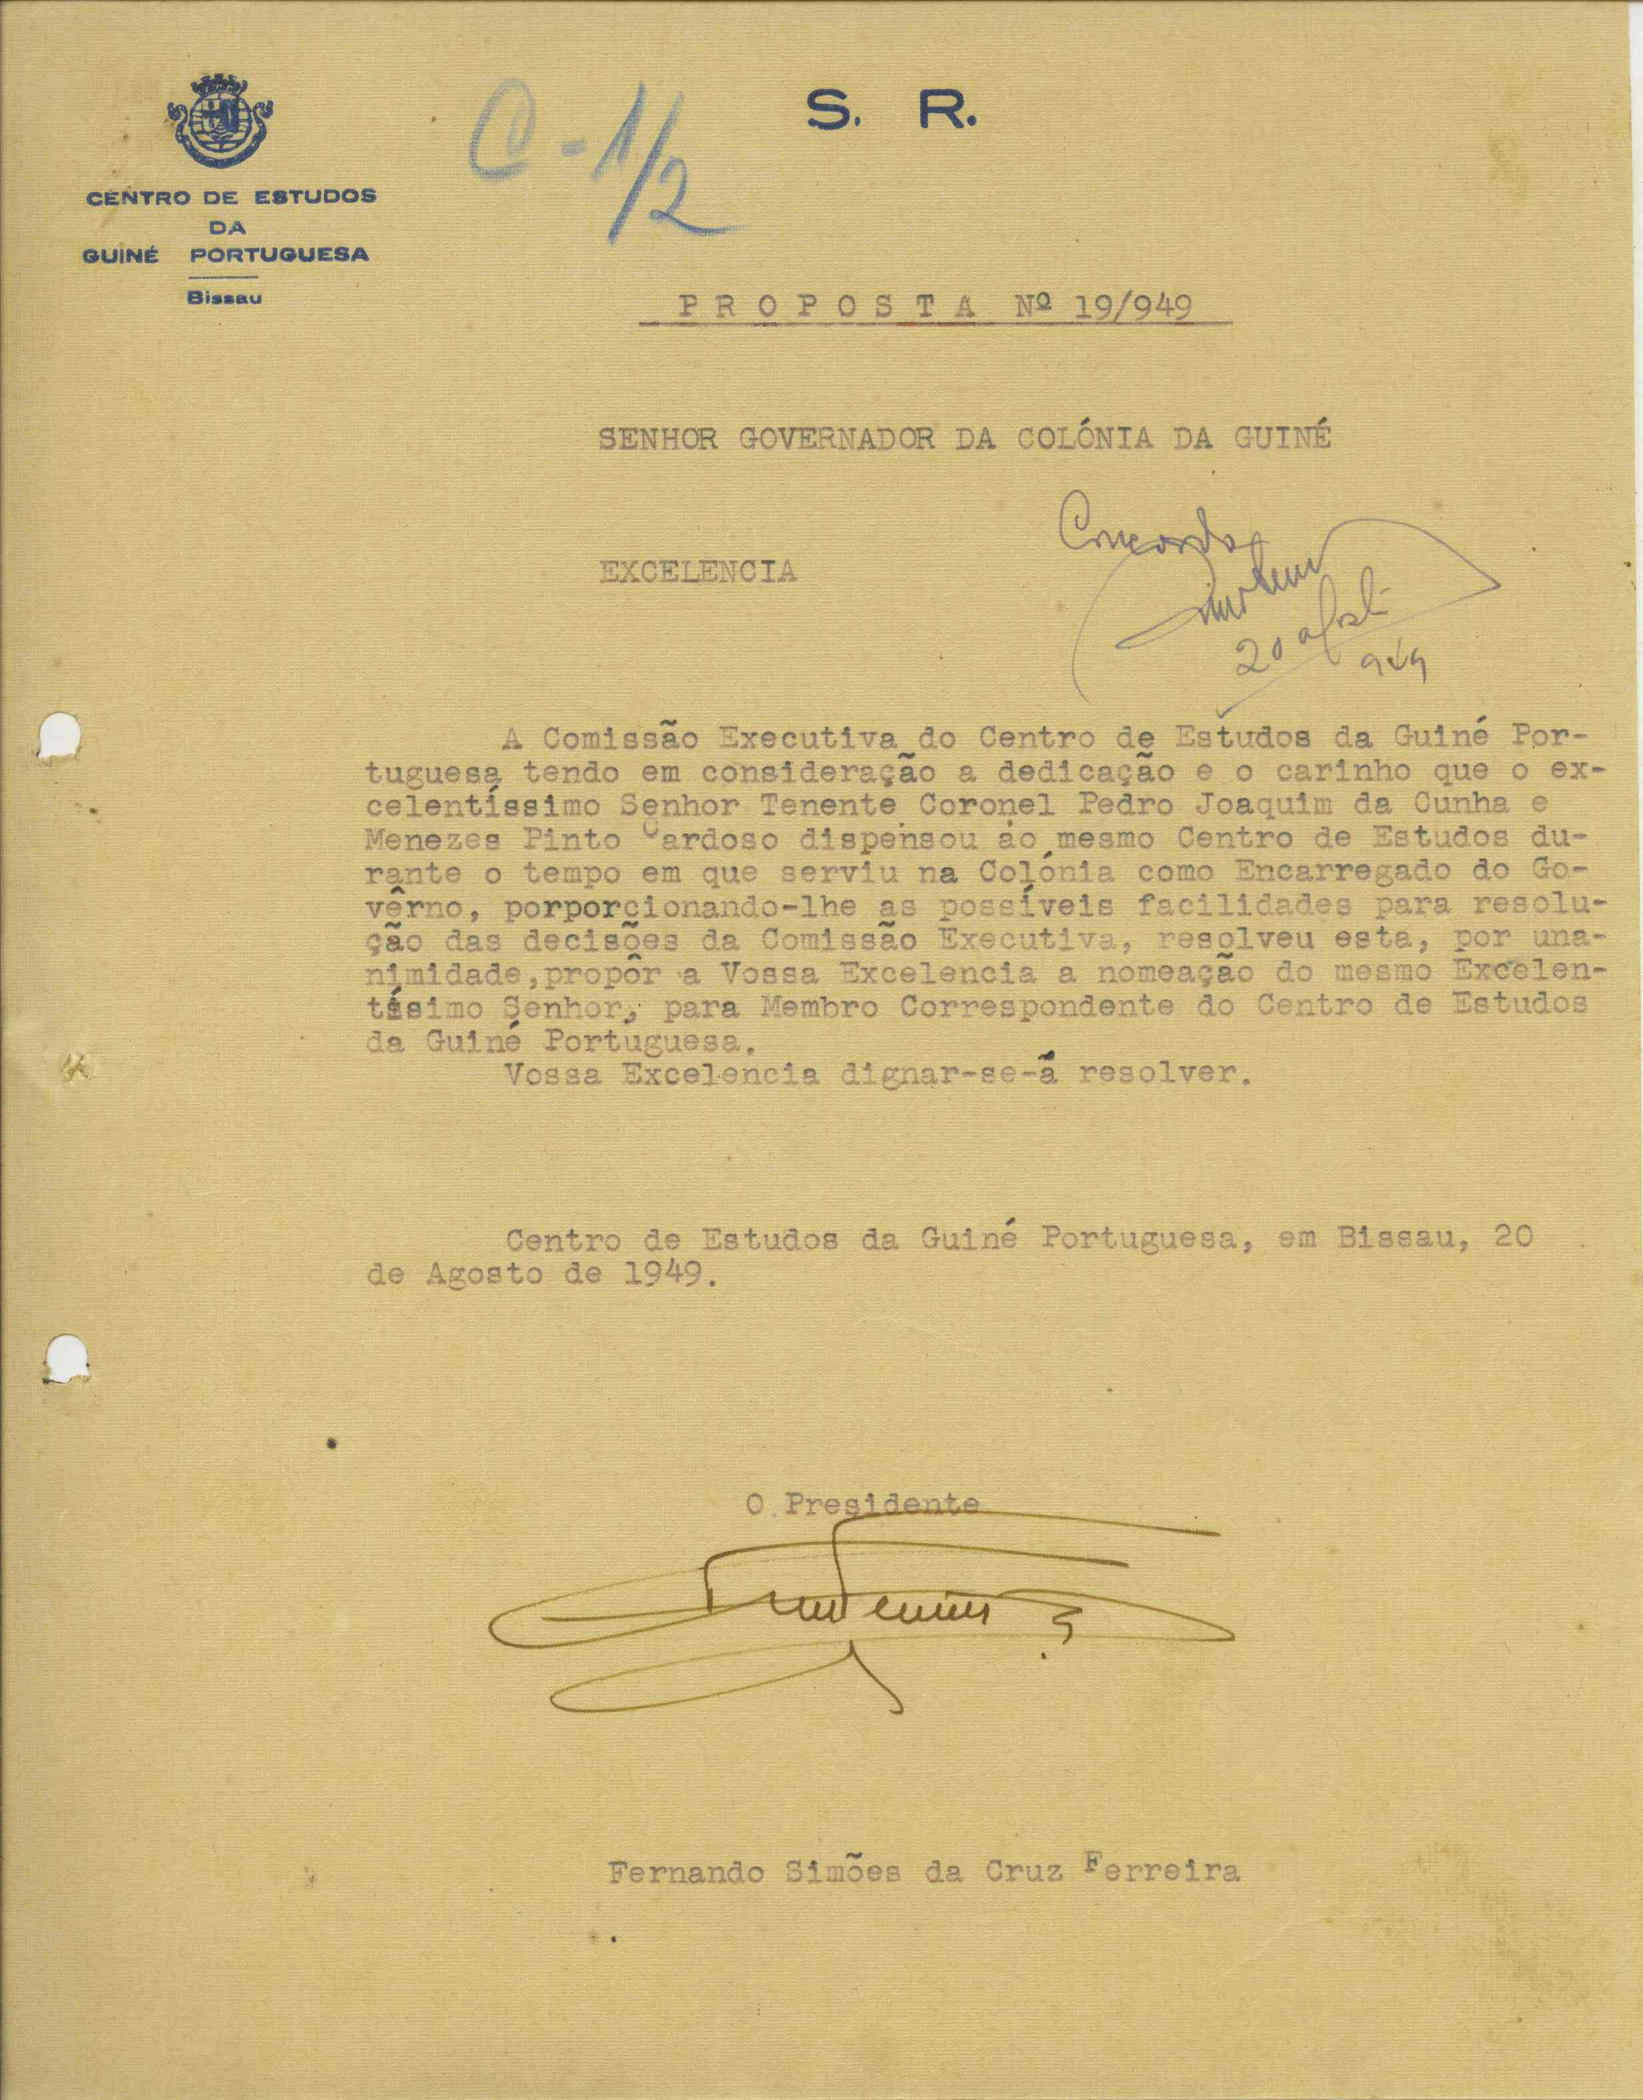 S. R.
C-1/2
CENTRO DE ESTUDOS
DA
GUINÉ PORTUGUESA
Bissau
P R O P O S T A Nº 19/949
SENHOR GOVERNADOR DA COLÓNIA DA GUINÉ
Concordo
EXCELENCIA
20 agosto
949
A Comissão Executiva do Centro de Estudos da Guiné Por-
tuguesa tendo em consideração a dedicação e o carinho que o ex-
celentíssimo Senhor Tenente Coronel Pedro Joaquim da Cunha e
Menezes Pinto Cardoso dispensou ao mesmo Centro de Estudos du-
rante o tempo em que serviu na Colónia como Encarregado do Go-
vêrno, porporcionando-lhe as possíveis facilidades para resolu-
ção das decisões da Comissão Executiva, resolveu esta, por una-
nimidade,propôr a Vossa Excelencia a nomeação do mesmo Excelen-
tísimo Senhor, para Membro Correspondente do Centro de Estudos
da Guiné Portuguesa.
Vossa Excelencia dignar-se-á resolver.
Centro de Estudos da Guiné Portuguesa, em Bissau, 20
de Agosto de 1949.
O Presidente
Fernando Simões da Cruz Ferreira